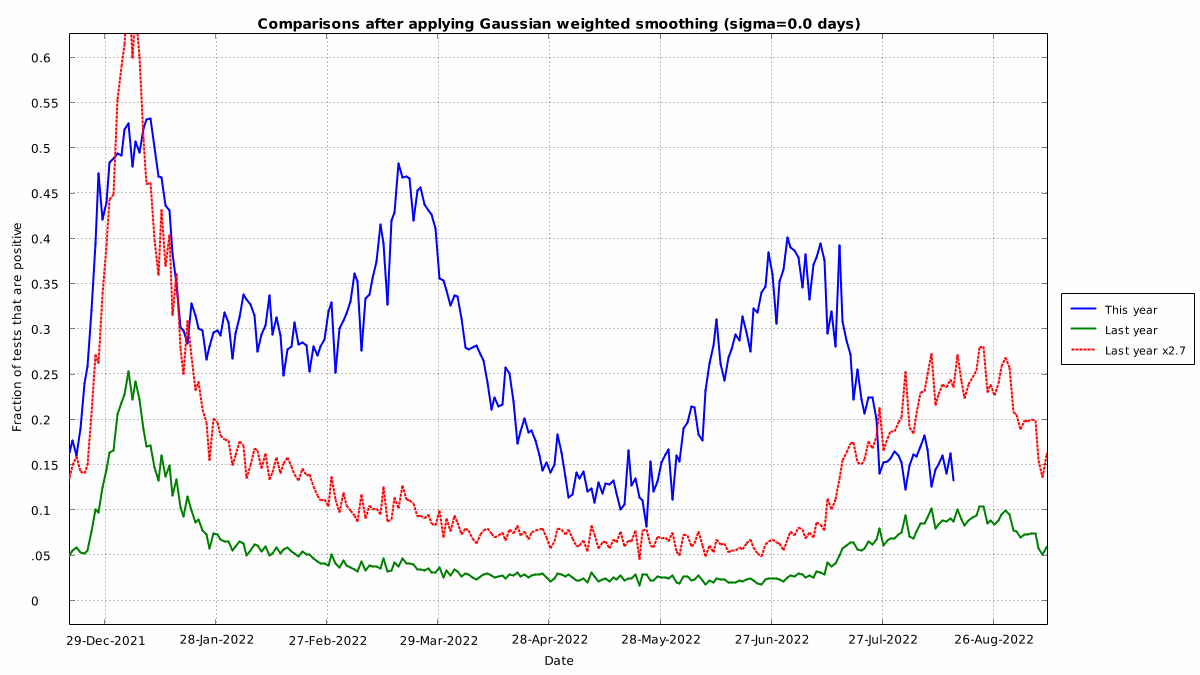 Comparisons after applying Gaussian weighted smoothing (sigma=0.0 days)
0.6
0.55
0.5
0.45
0.4
0.35
0.3
0.25
0.2
0.15
0.1
.05
0
Fraction of tests that are positive
29-Dec-2021
28-Jan-2022
27-Feb-2022
29-Mar-2022
28-Apr-2022
28-May-2022
27-Jun-2022
27-Jul-2022
26-Aug-2022
Date
This year
Last year
Last year x2.7